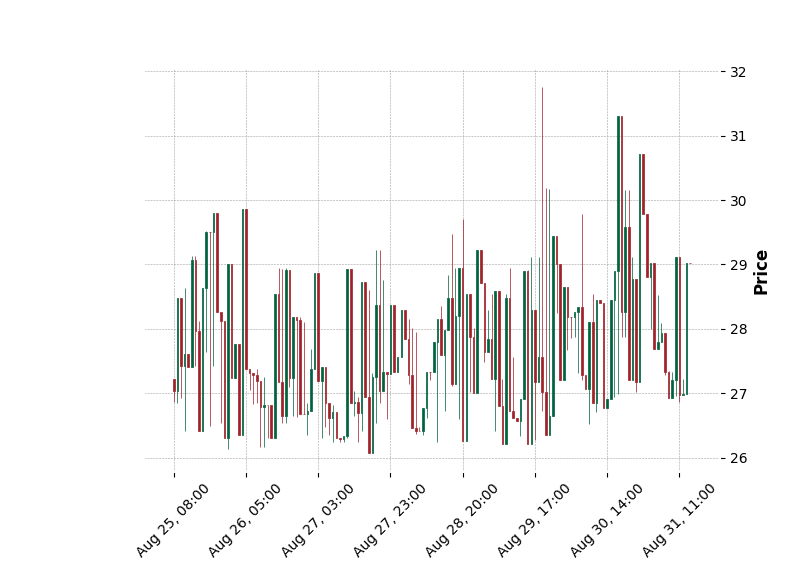 32
31
30
29
28
27
26
Price
Aug 25, 08:00
Aug 26, 05:00
Aug 27, 03:00
Aug 27, 23:00
Aug 28, 20:00
Aug 29, 17:00
Aug 30, 14:00
Aug 31, 11:00